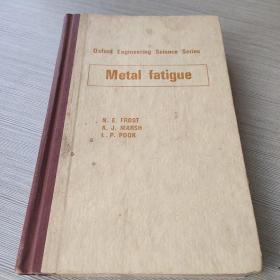 Oxford Engineering Science Series
Metal fatigue
N. E. FROST
K. J. MARSH
L. P. POOK